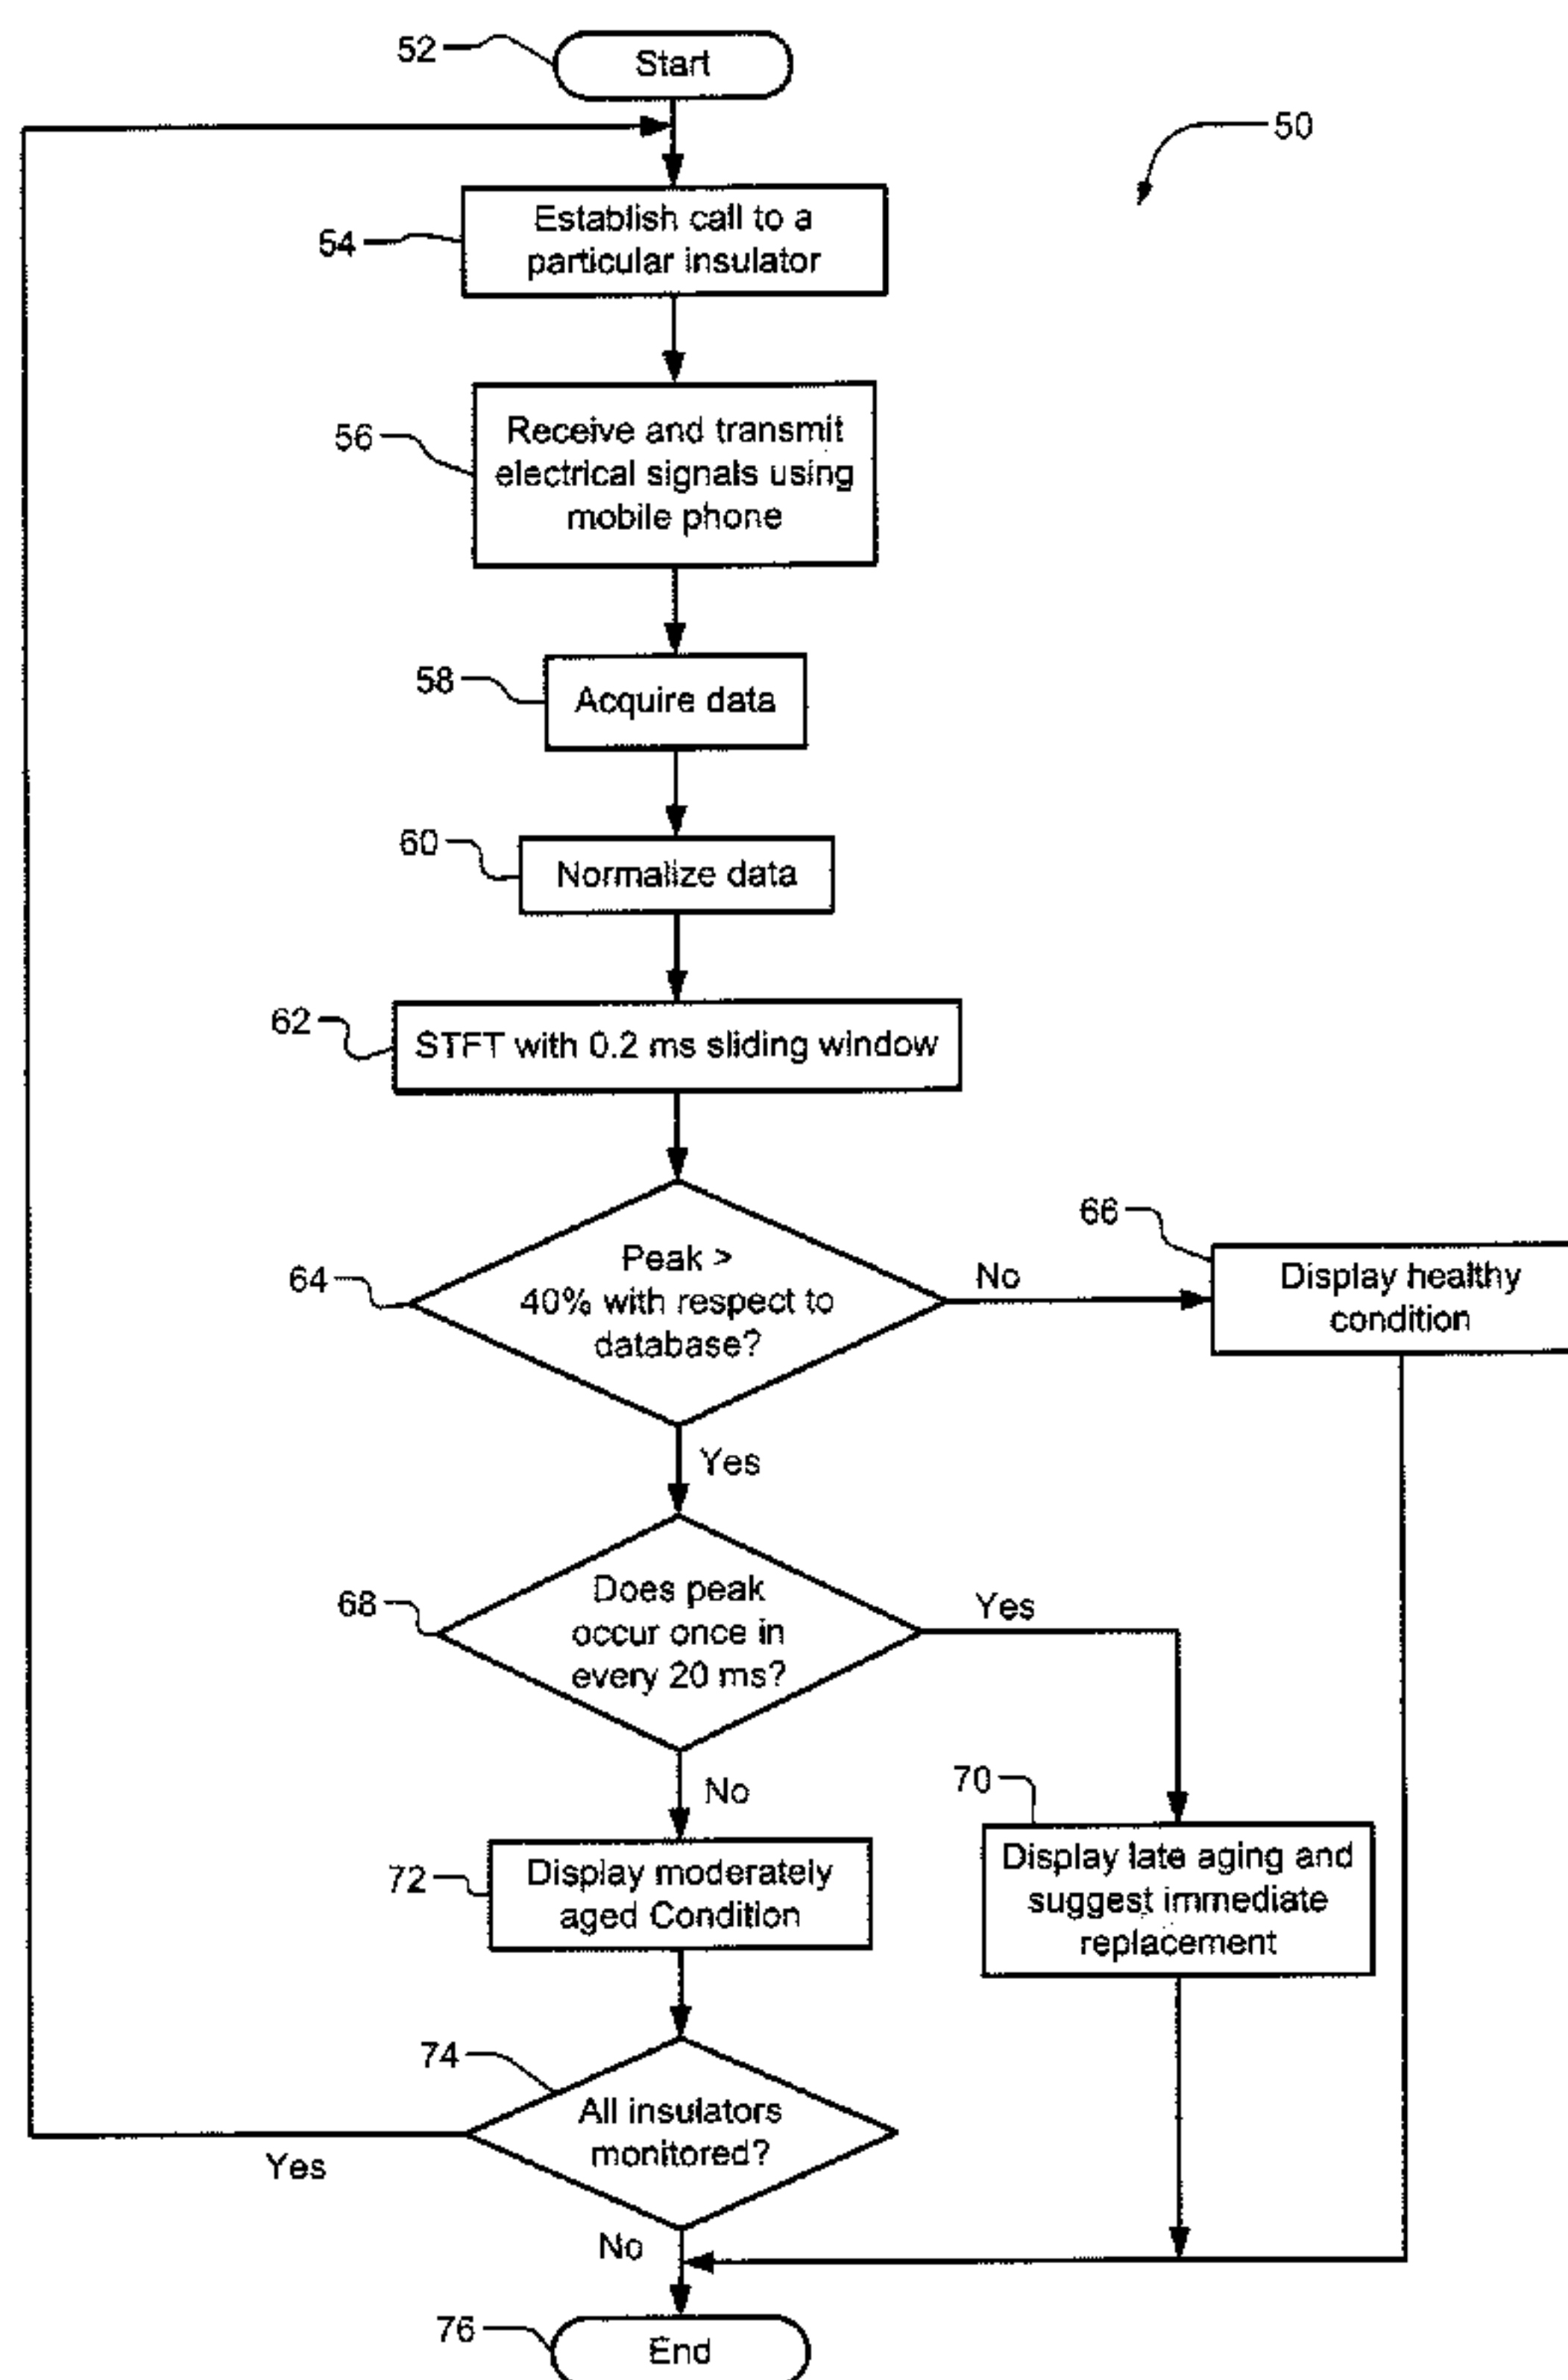 52
Start
50
54
Establish call to a
particular insulator
56
Receive and transmit
electrical signals using
mobile phone
58
Acquire data
60
Normalize data
62
STFT with 0.2 ms sliding window
64
Peak >
40% with respect to
database?
No
66
Display healthy
condition
Yes
68
Does peak
occur once in
every 20 ms?
Yes
No
70
Display late aging and
suggest immediate
replacement
72
Display moderately
aged Condition
74
All insulators
monitored?
Yes
No
76
End